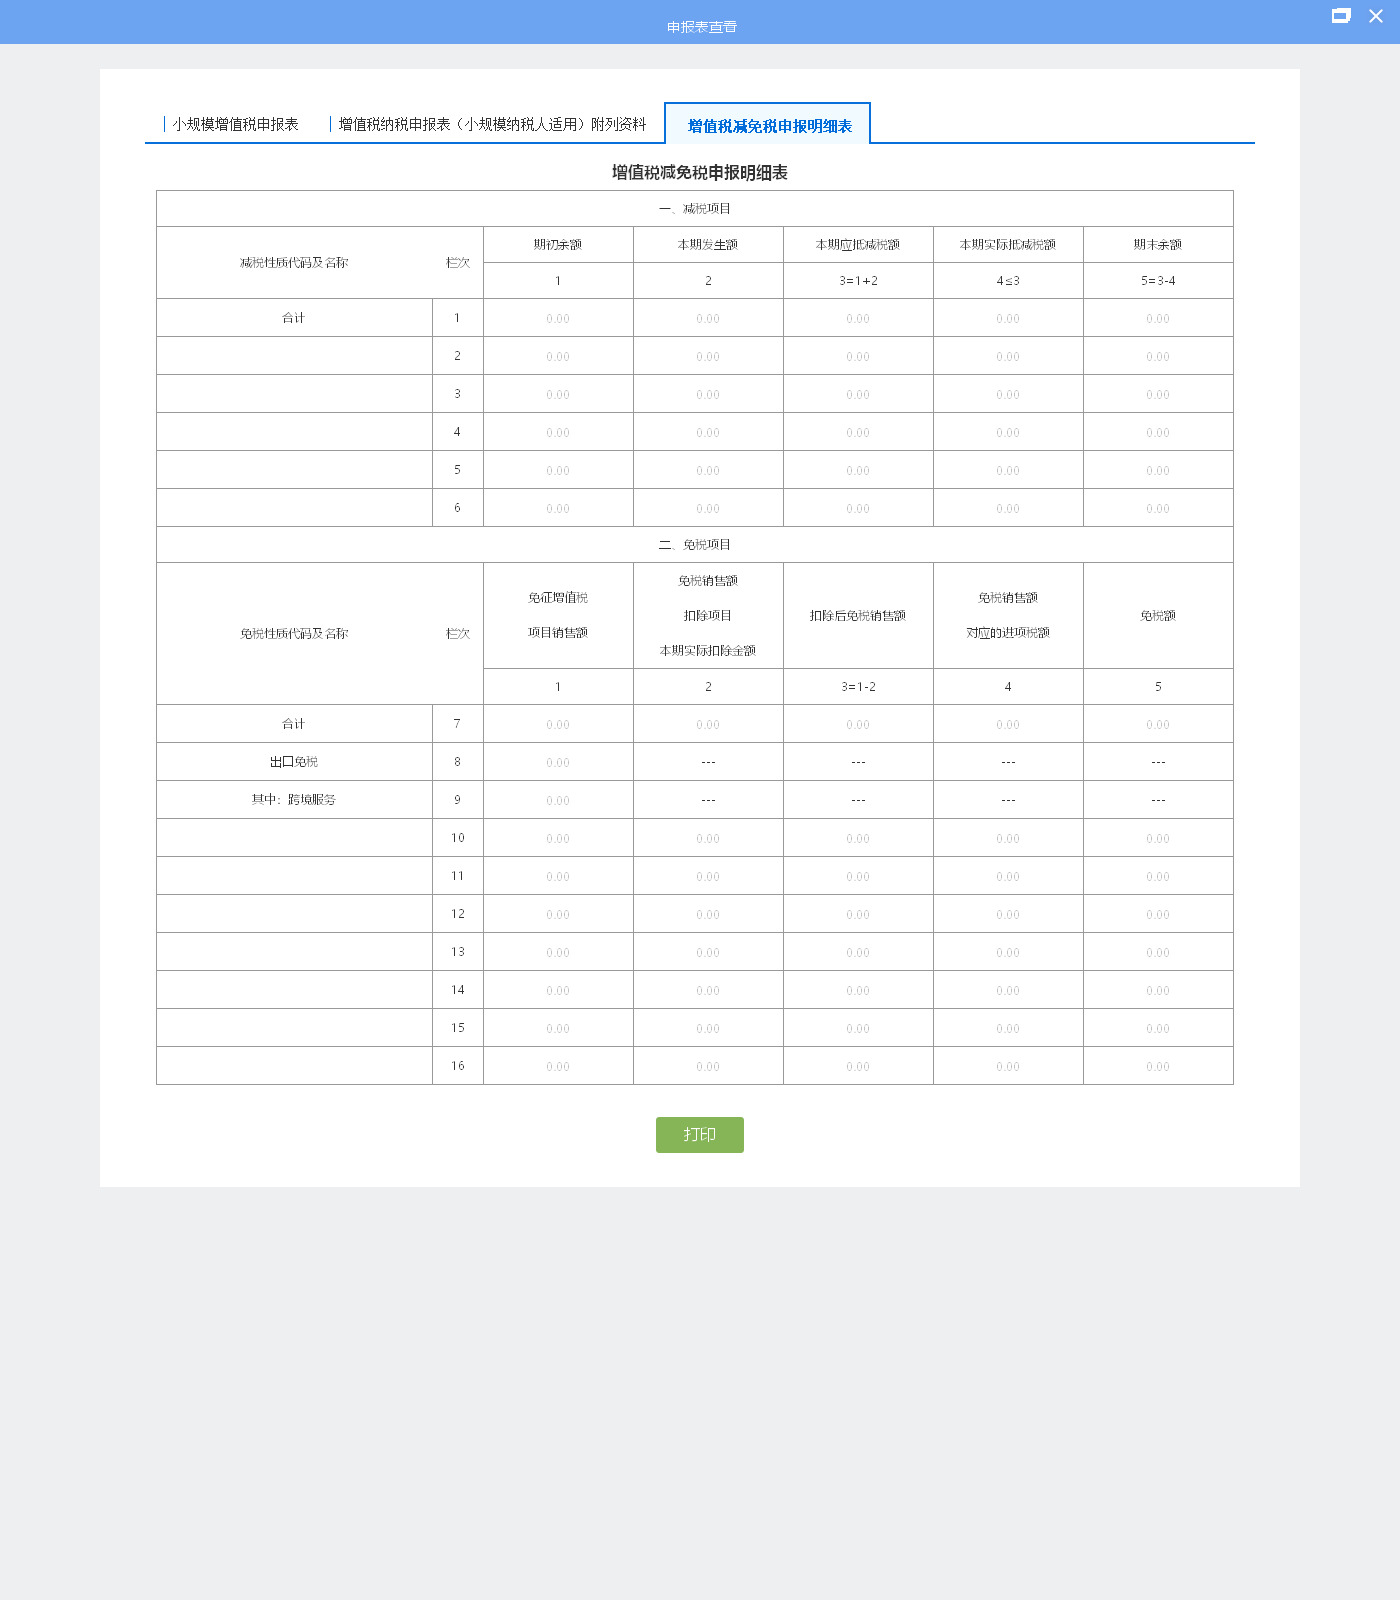 申报表查看
小规模增值税申报表 增值税纳税申报表（小规模纳税人适用）附列资料 增值税减免税申报明细表
增值税减免税申报明细表
一、减税项目
减税性质代码及名称 栏次 期初余额 本期发生额 本期应抵减税额 本期实际抵减税额 期末余额
1 2 3=1+2 4≤3 5=3-4
合计 1 0.00 0.00 0.00 0.00 0.00
2 0.00 0.00 0.00 0.00 0.00
3 0.00 0.00 0.00 0.00 0.00
4 0.00 0.00 0.00 0.00 0.00
5 0.00 0.00 0.00 0.00 0.00
6 0.00 0.00 0.00 0.00 0.00
二、免税项目
免税性质代码及名称 栏次
免征增值税
项目销售额
免税销售额
扣除项目
本期实际扣除金额
扣除后免税销售额
免税销售额
对应的进项税额
免税额
1 2 3=1-2 4 5
合计 7 0.00 0.00 0.00 0.00 0.00
出口免税 8 0.00 --- --- --- ---
其中：跨境服务 9 0.00 --- --- --- ---
10 0.00 0.00 0.00 0.00 0.00
11 0.00 0.00 0.00 0.00 0.00
12 0.00 0.00 0.00 0.00 0.00
13 0.00 0.00 0.00 0.00 0.00
14 0.00 0.00 0.00 0.00 0.00
15 0.00 0.00 0.00 0.00 0.00
16 0.00 0.00 0.00 0.00 0.00
打印